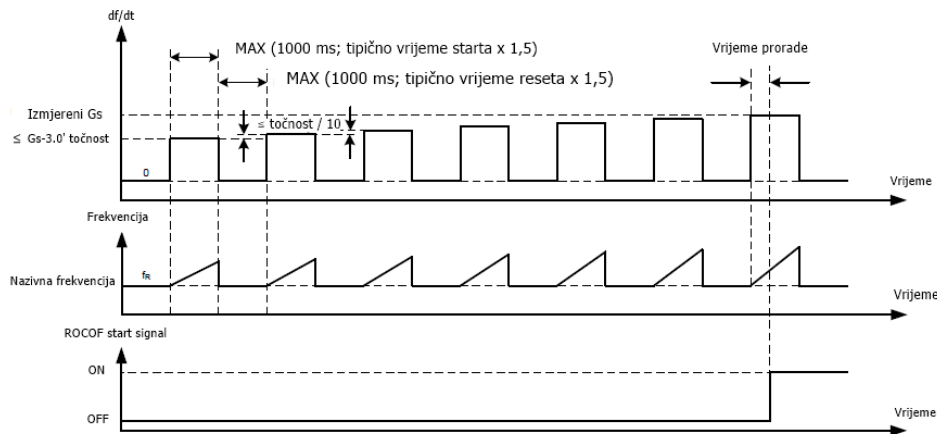 df/dt
MAX (1000 ms; tipično vrijeme starta x 1,5)
Vrijeme prorade
MAX (1000 ms; tipično vrijeme reseta x 1,5)
Izmjereni Gs
≤ točnost / 10
≤ Gs-3.0' točnost
0
Vrijeme
Frekvencija
fR
Nazivna frekvencija
Vrijeme
ROCOF start signal
ON
OFF
Vrijeme